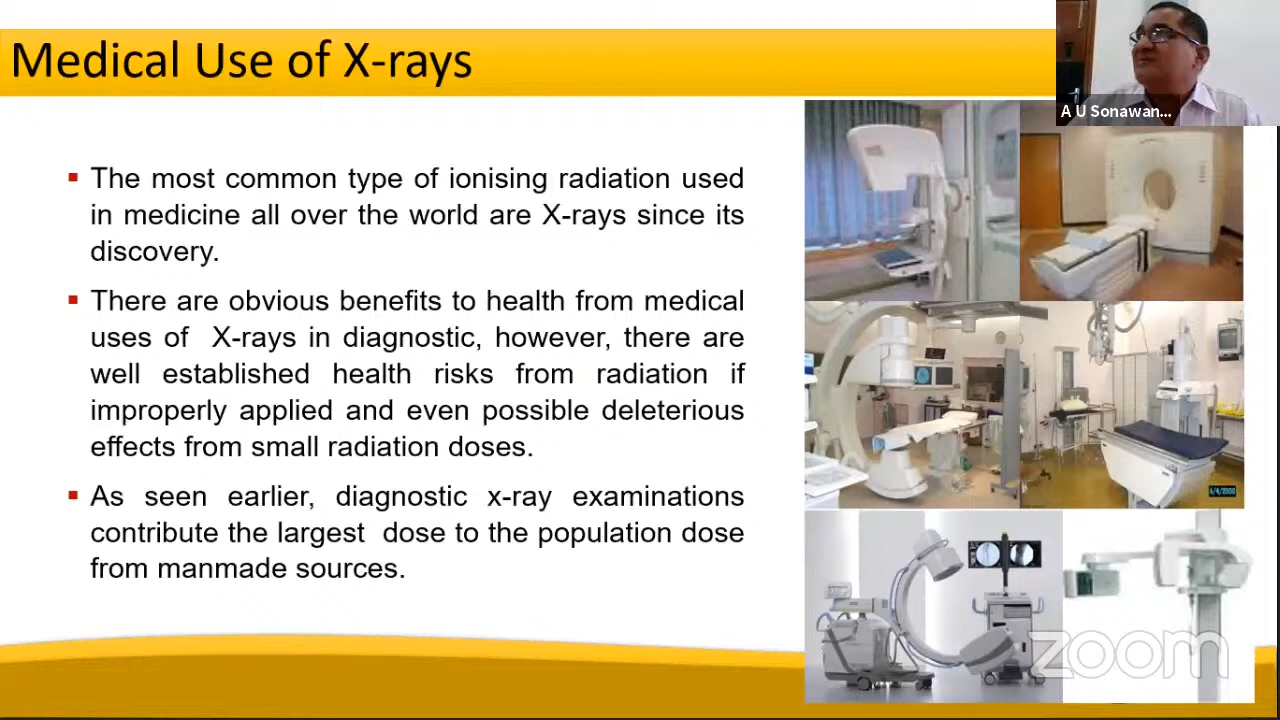 Medical Use of X-rays
A U Sonawan...
The most common type of ionising radiation used
in medicine all over the world are X-rays since its
discovery.
There are obvious benefits to health from medical
uses of  X-rays in diagnostic, however, there are
well established health risks from radiation if
improperly applied and even possible deleterious
effects from small radiation doses.
As seen earlier, diagnostic x-ray examinations
contribute the largest  dose to the population dose
from manmade sources.
zoom